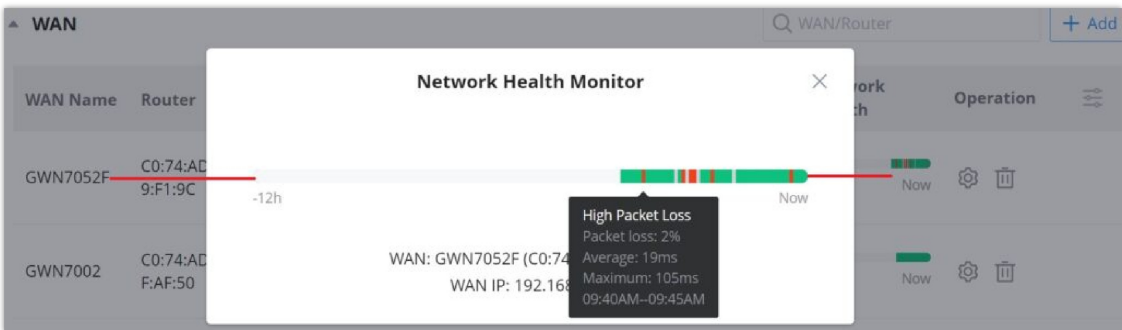 WAN
WAN/Router
+ Add
Network Health Monitor
WAN Name Router Operation
GWN7052F
C0:74:AD
9:F1:9C
-12h
Now
Now
High Packet Loss
Packet loss: 2%
Average: 19ms
Maximum: 105ms
09:40AM--09:45AM
WAN: GWN7052F (C0:74
WAN IP: 192.168
GWN7002
C0:74:AD
F:AF:50
Now